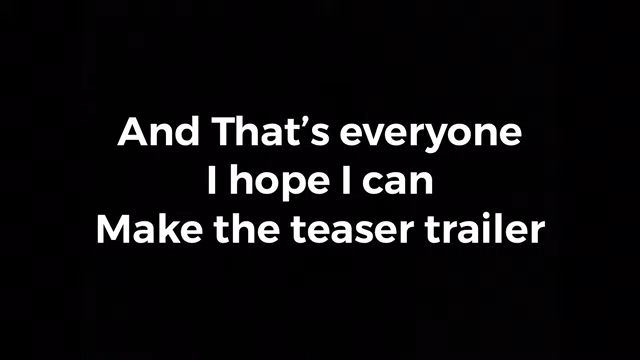 And That’s everyone
I hope I can
Make the teaser trailer